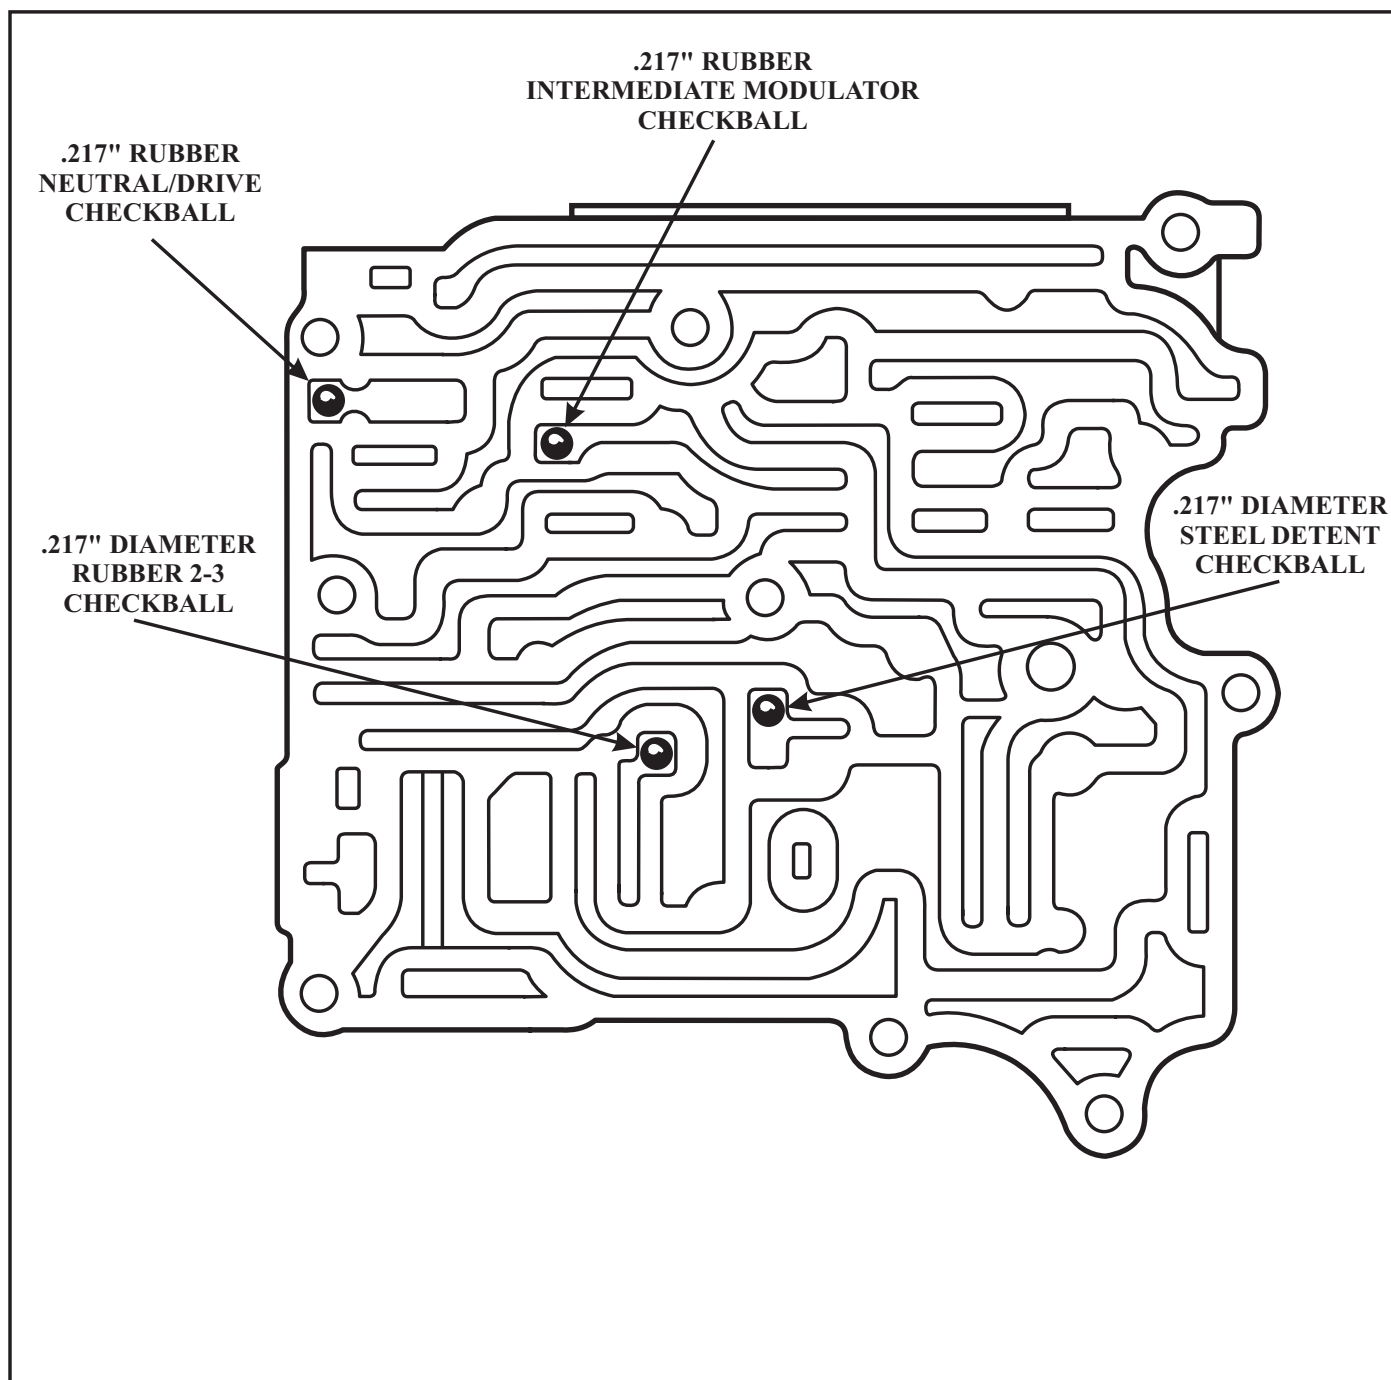 .217" RUBBER
INTERMEDIATE MODULATOR
CHECKBALL
.217" RUBBER
NEUTRAL/DRIVE
CHECKBALL
.217" DIAMETER
STEEL DETENT
CHECKBALL
.217" DIAMETER
RUBBER 2-3
CHECKBALL